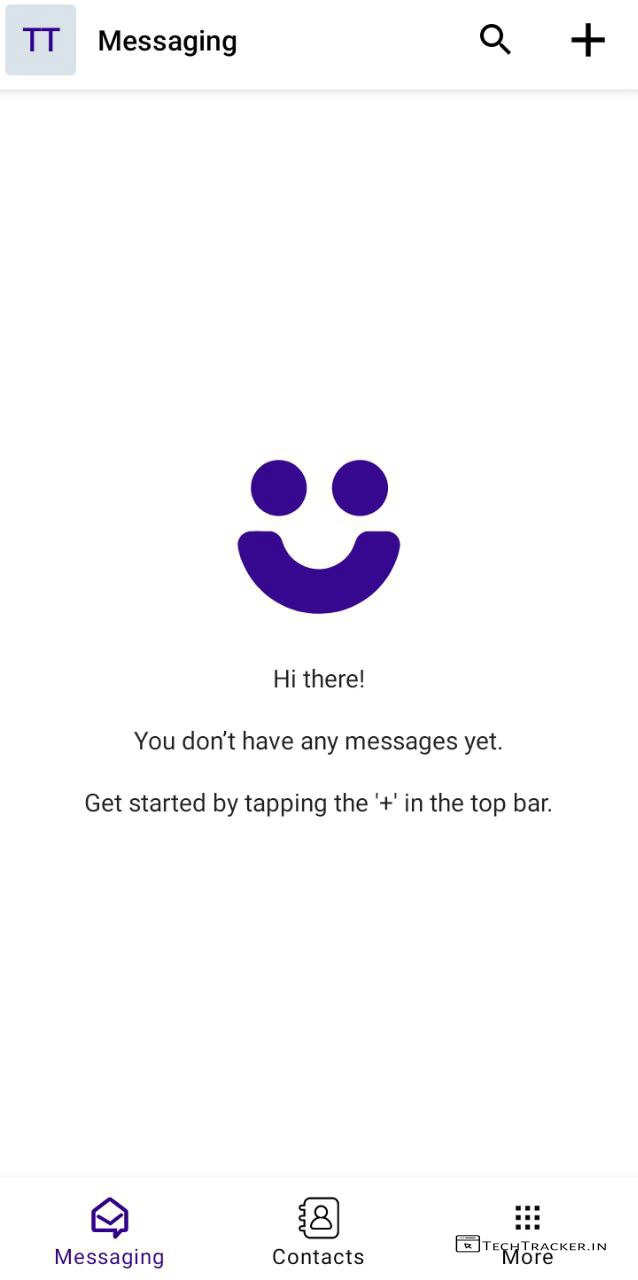 TT Messaging
Hi there!
You don’t have any messages yet.
Get started by tapping the '+' in the top bar.
Messaging Contacts More
TechTracker.in